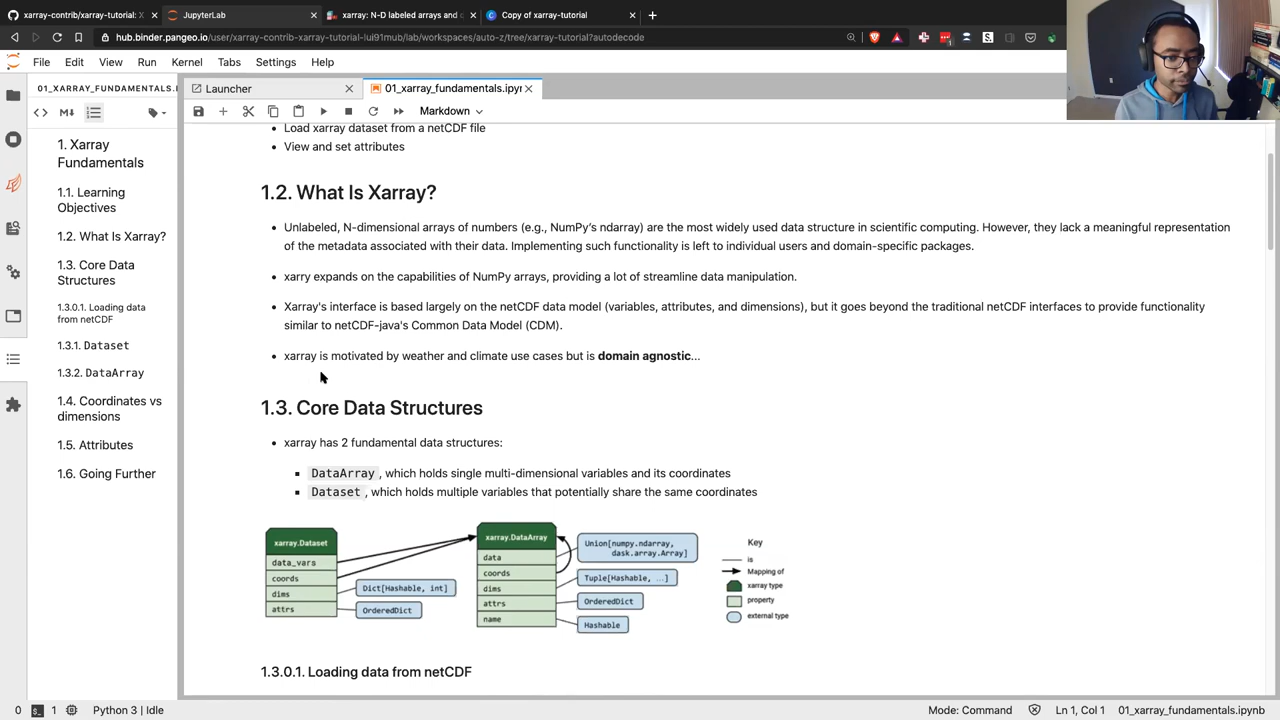 xarray-contrib/xarray-tutorial: X
JupyterLab
xarray: N-D labeled arrays and
Copy of xarray-tutorial
hub.binder.pangeo.io/user/xarray-contrib-xarray-tutorial-lui91mub/lab/workspaces/auto-z/tree/xarray-tutorial?autodecode
File Edit View Run Kernel Tabs Settings Help
01_XARRAY_FUNDAMENTALS.I
Launcher
01_xarray_fundamentals.ipyn
Markdown
1. Xarray
Fundamentals
1.1. Learning
Objectives
1.2. What Is Xarray?
1.3. Core Data
Structures
1.3.0.1. Loading data
from netCDF
1.3.1. Dataset
1.3.2. DataArray
1.4. Coordinates vs
dimensions
1.5. Attributes
1.6. Going Further
Load xarray dataset from a netCDF file
View and set attributes
1.2. What Is Xarray?
Unlabeled, N-dimensional arrays of numbers (e.g., NumPy's ndarray) are the most widely used data structure in scientific computing. However, they lack a meaningful representation
of the metadata associated with their data. Implementing such functionality is left to individual users and domain-specific packages.
xarry expands on the capabilities of NumPy arrays, providing a lot of streamline data manipulation.
Xarray's interface is based largely on the netCDF data model (variables, attributes, and dimensions), but it goes beyond the traditional netCDF interfaces to provide functionality
similar to netCDF-java's Common Data Model (CDM).
xarray is motivated by weather and climate use cases but is domain agnostic...
1.3. Core Data Structures
xarray has 2 fundamental data structures:
DataArray , which holds single multi-dimensional variables and its coordinates
Dataset , which holds multiple variables that potentially share the same coordinates
xarray.Dataset
data_vars
coords
dims
attrs
Dict[Hashable, int]
OrderedDict
xarray.DataArray
data
coords
dims
attrs
name
Union[numpy.ndarray,
dask.array.Array]
Tuple[Hashable, ...]
OrderedDict
Hashable
Key
is
Mapping of
xarray type
property
external type
1.3.0.1. Loading data from netCDF
0 1 Python 3 | Idle
Mode: Command Ln 1, Col 1 01_xarray_fundamentals.ipynb